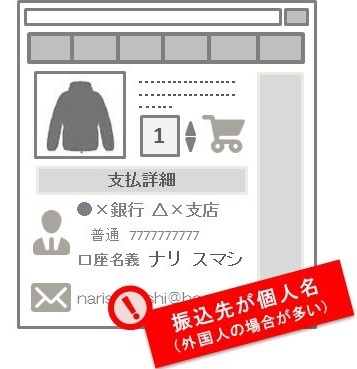 1
支払詳細
●×銀行 △×支店
普通 7777777777
口座名義 ナリ スマシ
振込先が個人名
(外国人の場合が多い)